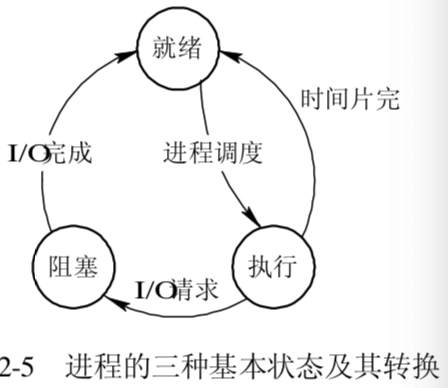 就绪
时间片完
I/O完成
进程调度
阻塞
执行
I/O请求
2-5 进程的三种基本状态及其转换